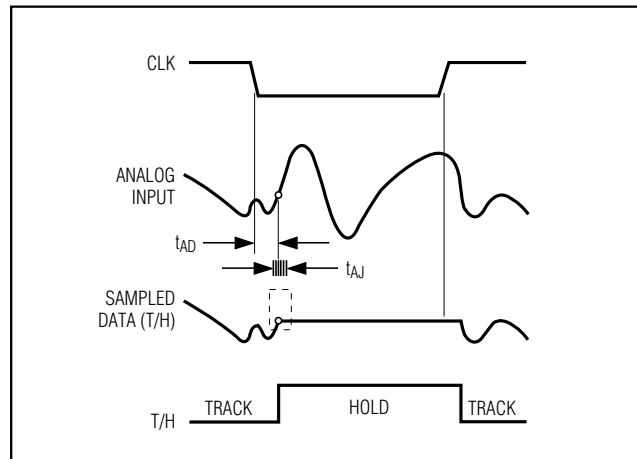 CLK
ANALOG
INPUT
tAD
tAJ
SAMPLED
DATA (T/H)
TRACK HOLD TRACK
T/H